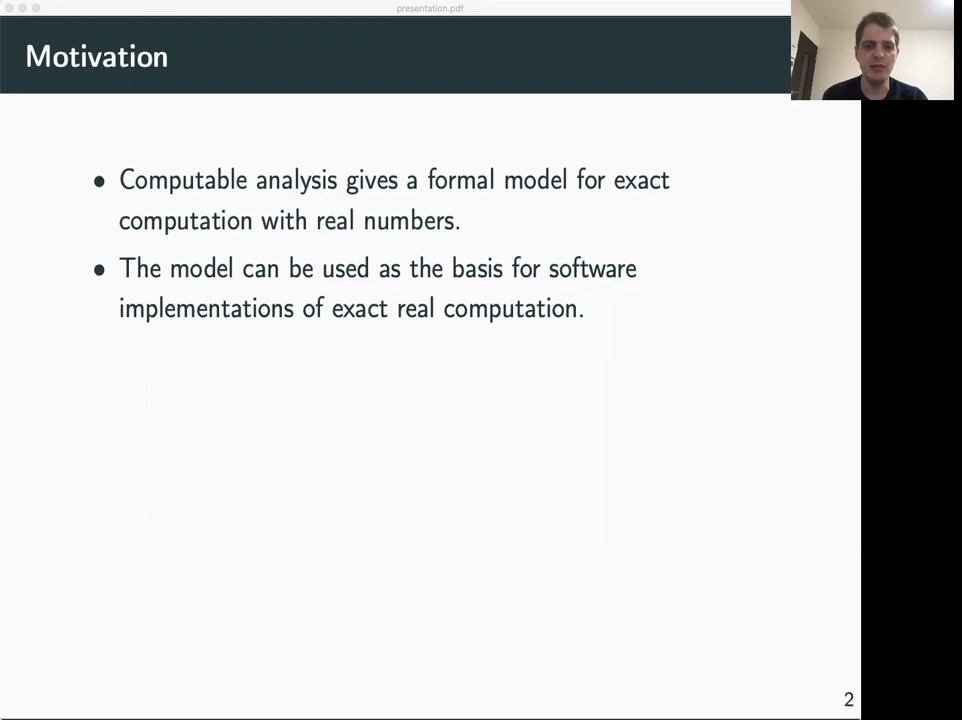 presentation.pdf
Motivation
• Computable analysis gives a formal model for exact
computation with real numbers.
• The model can be used as the basis for software
implementations of exact real computation.
2